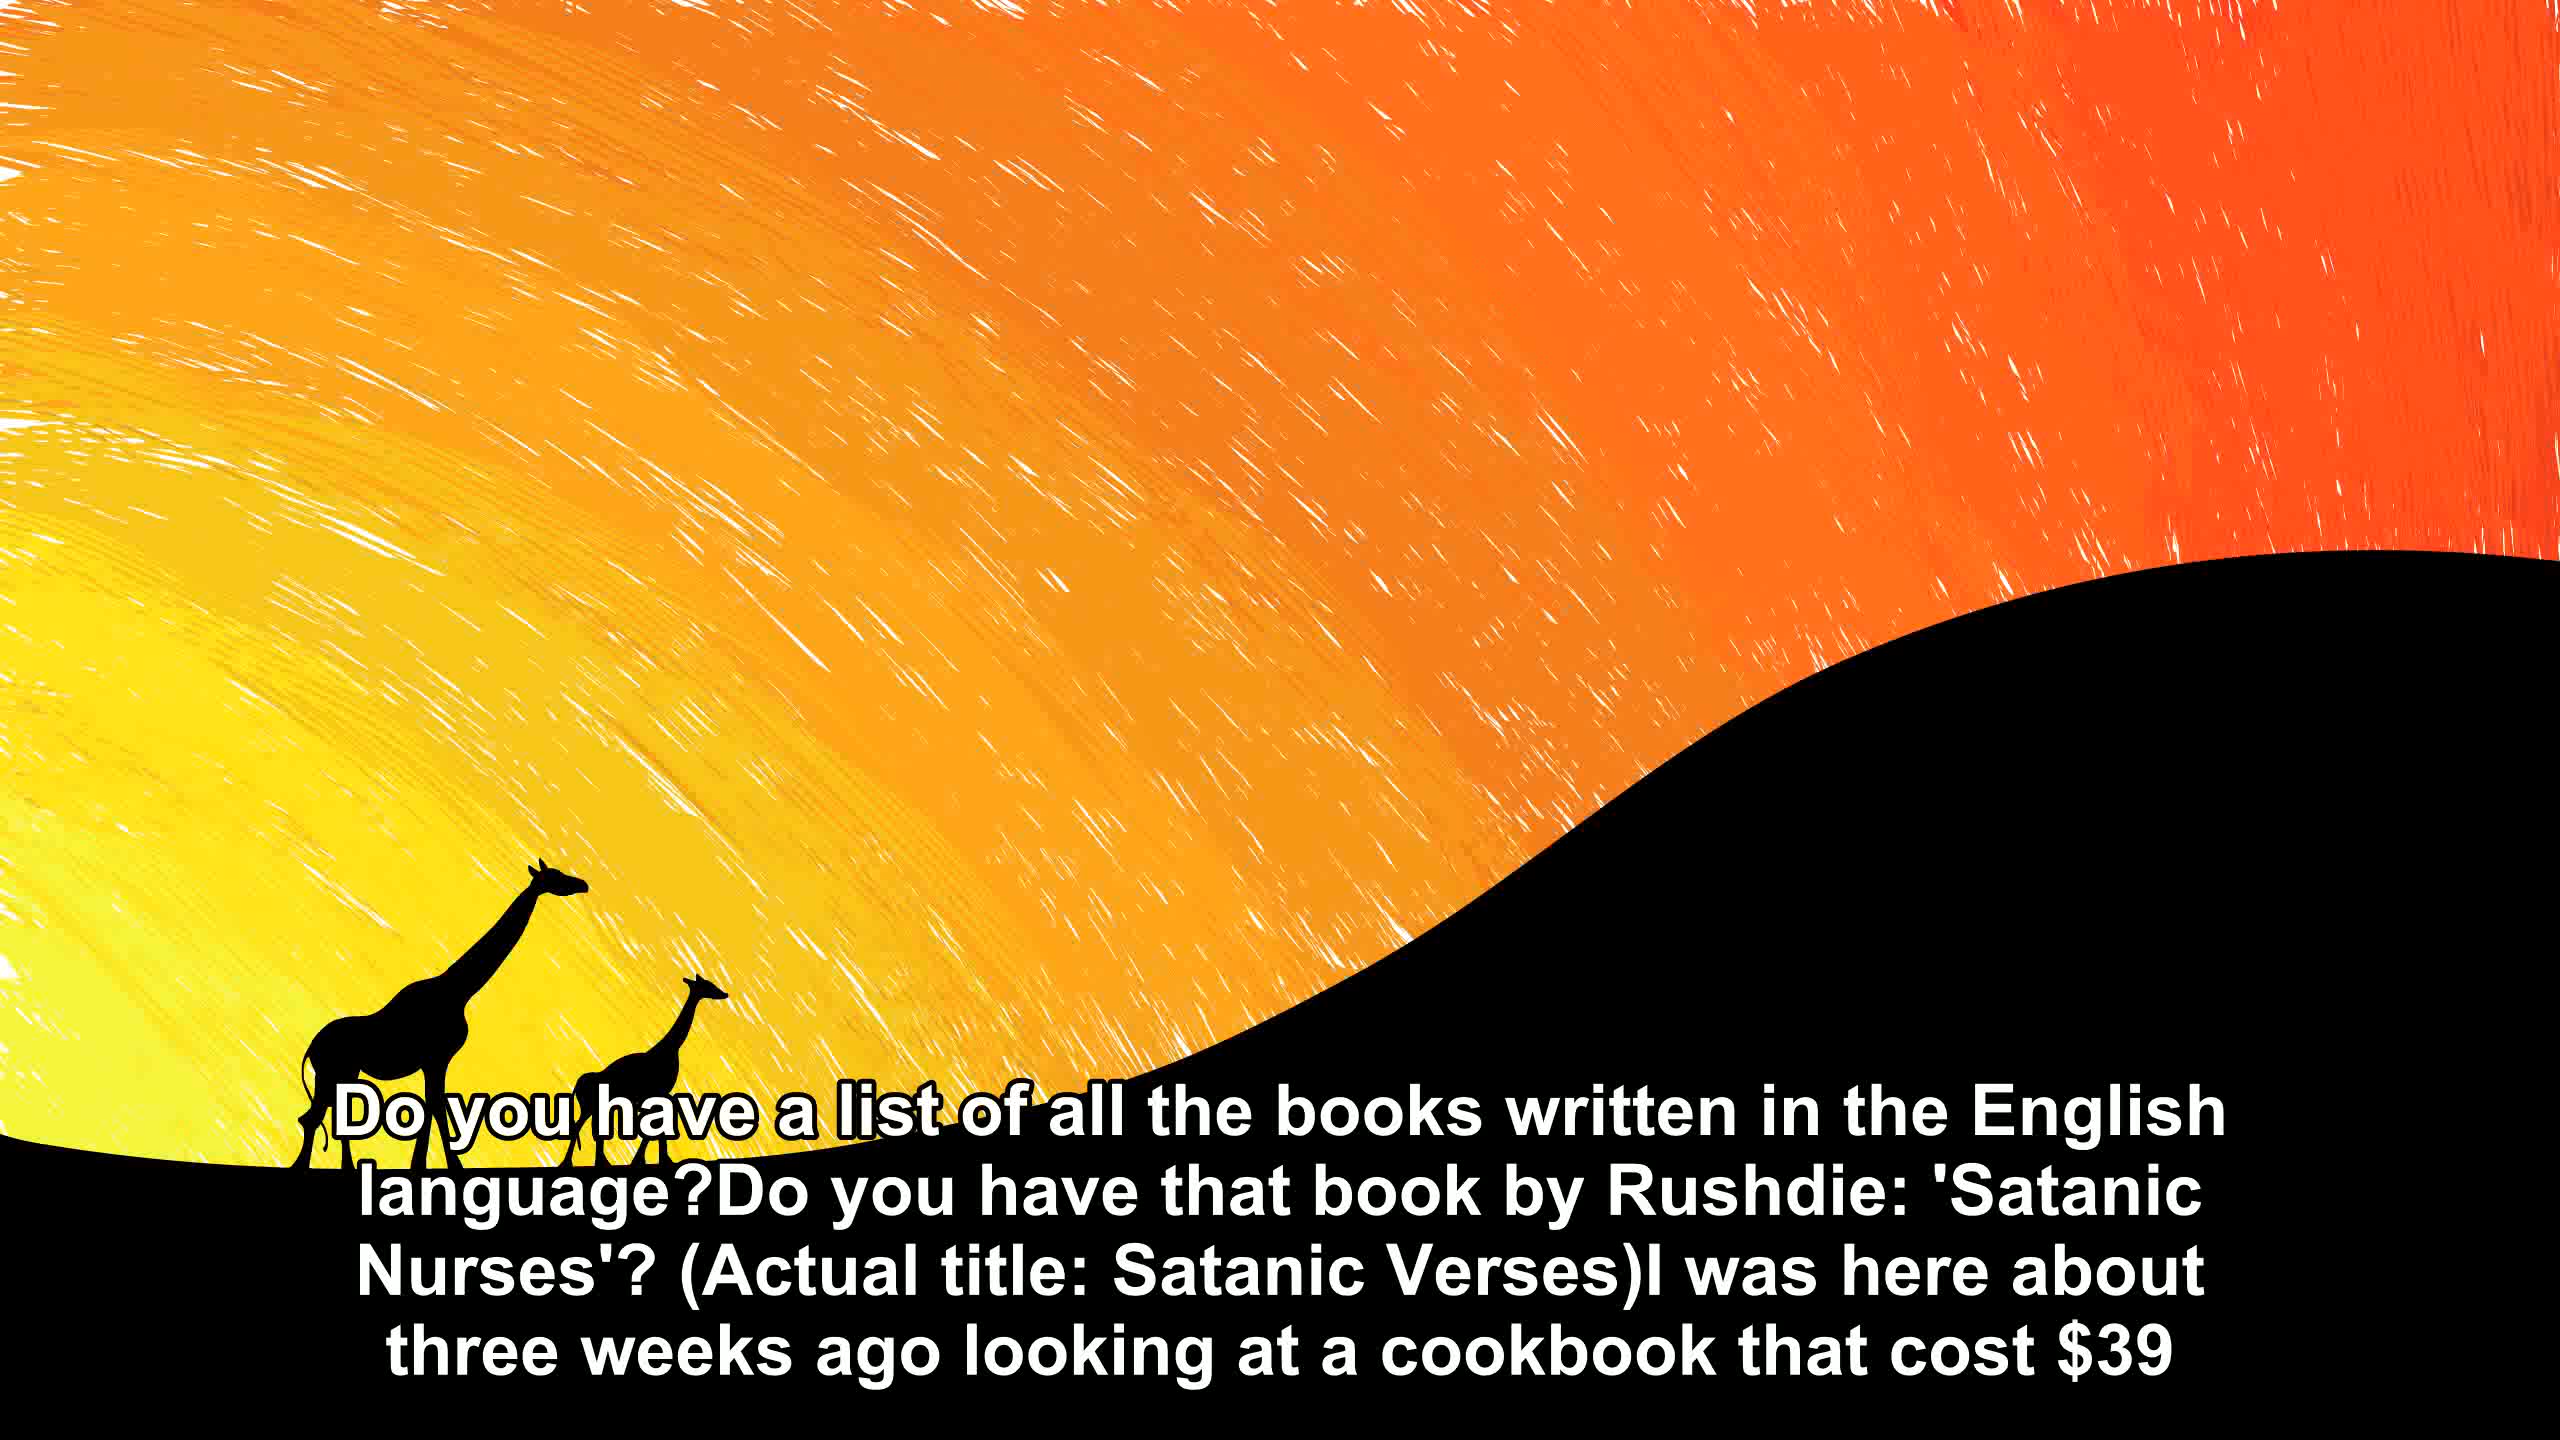 Do you have a list of all the books written in the English
language?Do you have that book by Rushdie: 'Satanic
Nurses'? (Actual title: Satanic Verses)I was here about
three weeks ago looking at a cookbook that cost $39